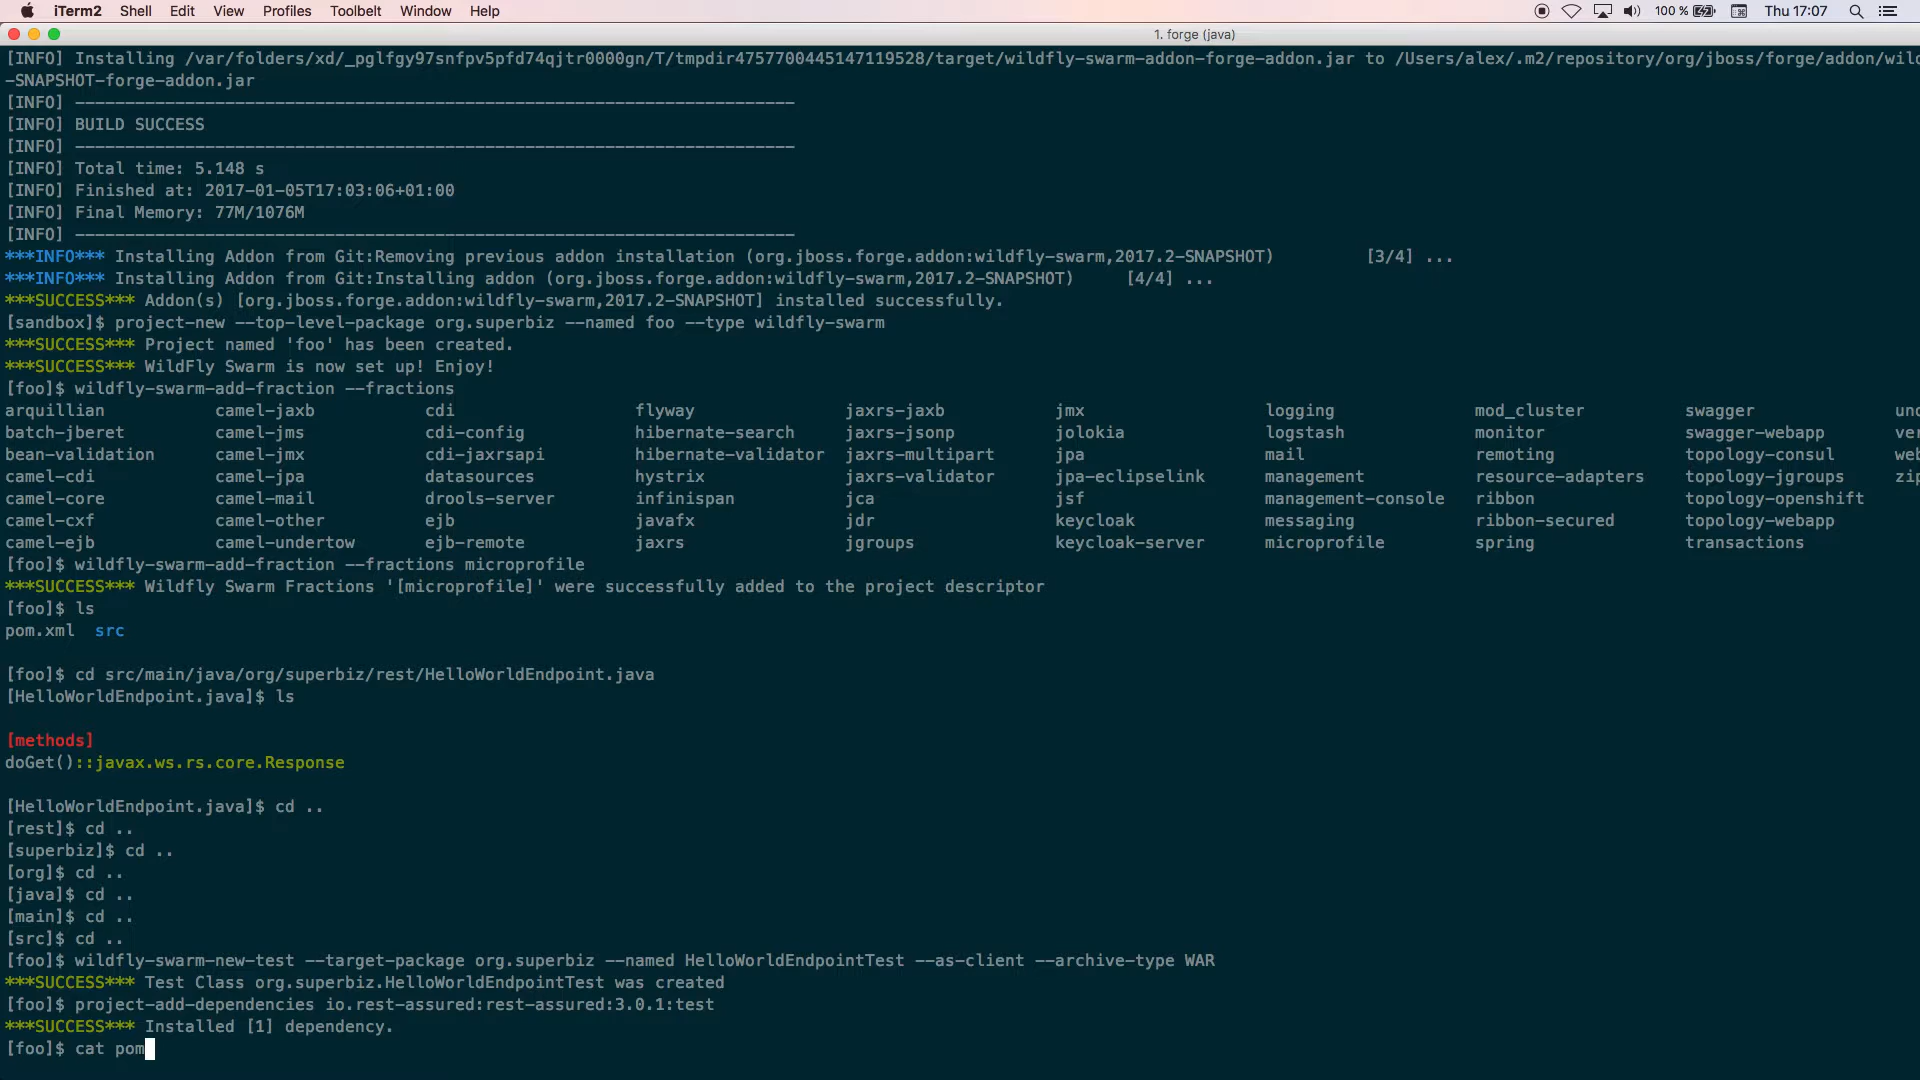 iTerm2 Shell Edit View Profiles Toolbelt Window Help 100 % Thu 17:07
1. forge (java)
[INFO] Installing /var/folders/xd/_pglfgy97snfpv5pfd74qjtr0000gn/T/tmpdir4757700445147119528/target/wildfly-swarm-addon-forge-addon.jar to /Users/alex/.m2/repository/org/jboss/forge/addon/wild
-SNAPSHOT-forge-addon.jar
[INFO] ------------------------------------------------------------------------
[INFO] BUILD SUCCESS
[INFO] ------------------------------------------------------------------------
[INFO] Total time: 5.148 s
[INFO] Finished at: 2017-01-05T17:03:06+01:00
[INFO] Final Memory: 77M/1076M
[INFO] ------------------------------------------------------------------------
***INFO*** Installing Addon from Git:Removing previous addon installation (org.jboss.forge.addon:wildfly-swarm,2017.2-SNAPSHOT) [3/4] ...
***INFO*** Installing Addon from Git:Installing addon (org.jboss.forge.addon:wildfly-swarm,2017.2-SNAPSHOT) [4/4] ...
***SUCCESS*** Addon(s) [org.jboss.forge.addon:wildfly-swarm,2017.2-SNAPSHOT] installed successfully.
[sandbox]$ project-new --top-level-package org.superbiz --named foo --type wildfly-swarm
***SUCCESS*** Project named 'foo' has been created.
***SUCCESS*** WildFly Swarm is now set up! Enjoy!
[foo]$ wildfly-swarm-add-fraction --fractions
arquillian camel-jaxb cdi flyway jaxrs-jaxb jmx logging mod_cluster swagger und
batch-jberet camel-jms cdi-config hibernate-search jaxrs-jsonp jolokia logstash monitor swagger-webapp ver
bean-validation camel-jmx cdi-jaxrsapi hibernate-validator jaxrs-multipart jpa mail remoting topology-consul web
camel-cdi camel-jpa datasources hystrix jaxrs-validator jpa-eclipselink management resource-adapters topology-jgroups zip
camel-core camel-mail drools-server infinispan jca jsf management-console ribbon topology-openshift
camel-cxf camel-other ejb javafx jdr keycloak messaging ribbon-secured topology-webapp
camel-ejb camel-undertow ejb-remote jaxrs jgroups keycloak-server microprofile spring transactions
[foo]$ wildfly-swarm-add-fraction --fractions microprofile
***SUCCESS*** Wildfly Swarm Fractions '[microprofile]' were successfully added to the project descriptor
[foo]$ ls
pom.xml src
[foo]$ cd src/main/java/org/superbiz/rest/HelloWorldEndpoint.java
[HelloWorldEndpoint.java]$ ls
[methods]
doGet()::javax.ws.rs.core.Response
[HelloWorldEndpoint.java]$ cd ..
[rest]$ cd ..
[superbiz]$ cd ..
[org]$ cd ..
[java]$ cd ..
[main]$ cd ..
[src]$ cd ..
[foo]$ wildfly-swarm-new-test --target-package org.superbiz --named HelloWorldEndpointTest --as-client --archive-type WAR
***SUCCESS*** Test Class org.superbiz.HelloWorldEndpointTest was created
[foo]$ project-add-dependencies io.rest-assured:rest-assured:3.0.1:test
***SUCCESS*** Installed [1] dependency.
[foo]$ cat pom